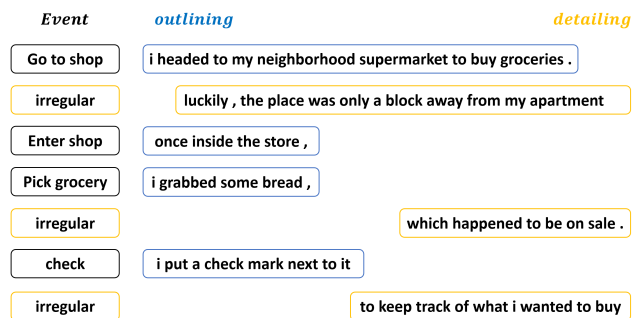 Event outlining detailing
Go to shop i headed to my neighborhood supermarket to buy groceries .
irregular luckily , the place was only a block away from my apartment
Enter shop once inside the store ,
Pick grocery i grabbed some bread ,
irregular which happened to be on sale .
check i put a check mark next to it
irregular to keep track of what i wanted to buy